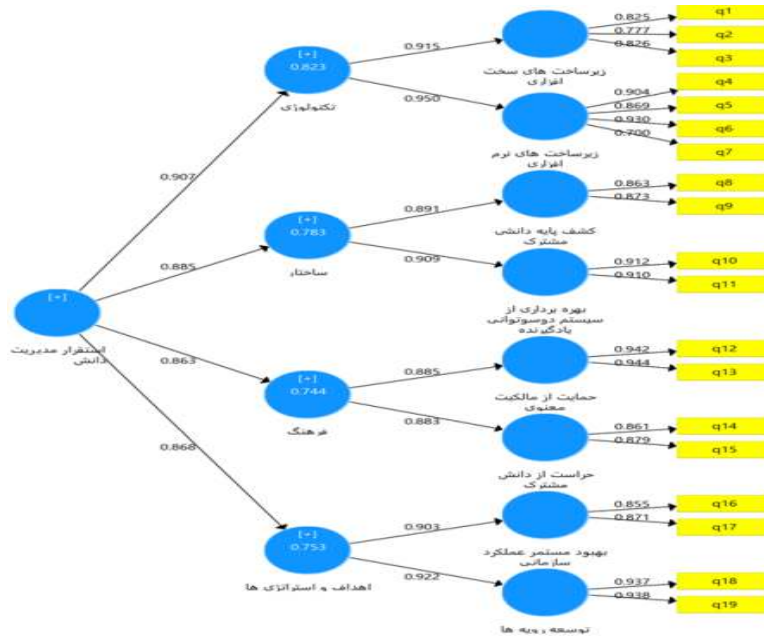 q1
0.825
0.777
q2
0.826
q3
[+]
0.823
0.915
تکنولوژی
زیرساخت های سخت
افزاری
0.950
0.904
q4
0.869
q5
0.930
q6
0.700
q7
زیرساخت های نرم
افزاری
0.907
0.863
q8
0.873
q9
[+]
0.783
0.891
ساختار
کشف پایه دانشی
مشترک
0.909
0.912
q10
0.910
q11
0.885
بهره برداری از
سیستم دوسوتوانی
یادگیرنده
[+]
استقرار مدیریت
دانش
0.942
q12
0.944
q13
0.863
[+]
0.744
0.885
فرهنگ
حمایت از مالکیت
معنوی
0.883
0.861
q14
0.879
q15
حراست از دانش
مشترک
0.868
0.855
q16
0.871
q17
[+]
0.753
0.903
اهداف و استراتژی ها
بهبود مستمر عملکرد
سازمانی
0.922
0.937
q18
0.938
q19
توسعه رویه ها